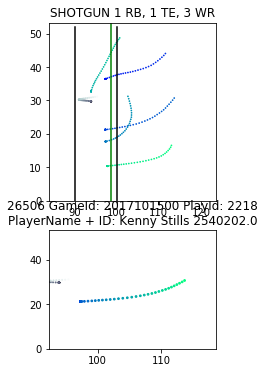 SHOTGUN 1 RB, 1 TE, 3 WR
50
40
30
20
10
0
90 100 110 120
26506 GameId: 2017101500 PlayId: 2218
PlayerName + ID: Kenny Stills 2540202.0
40
20
0
100 110